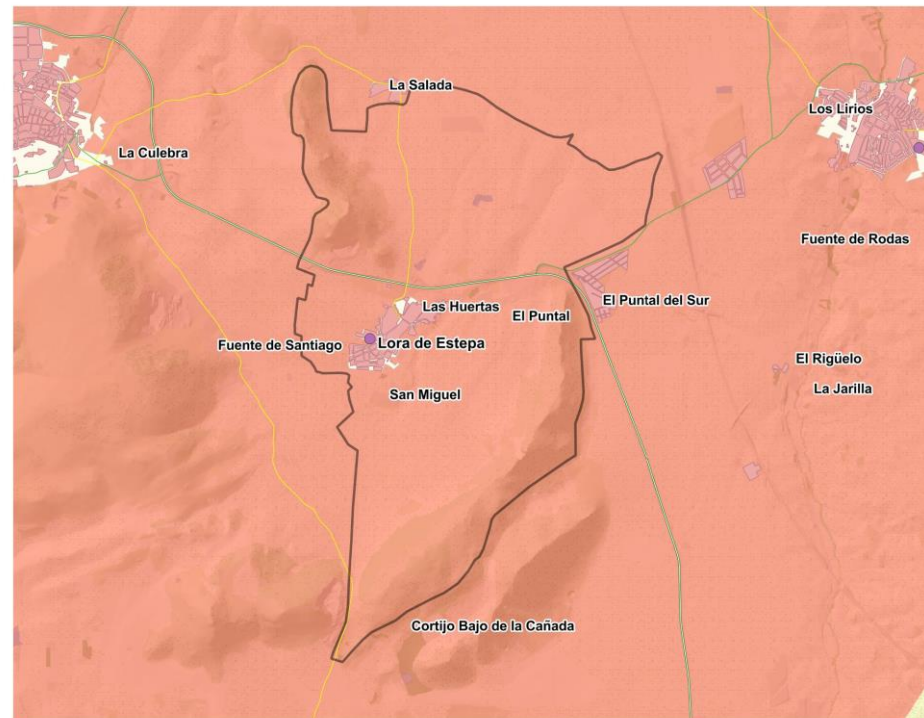 La Salada
Los Lirios
La Culebra
Fuente de Rodas
El Puntal del Sur
Las Huertas
El Puntal
Fuente de Santiago
Lora de Estepa
El Rigüelo
La Jarilla
San Miguel
Cortijo Bajo de la Cañada